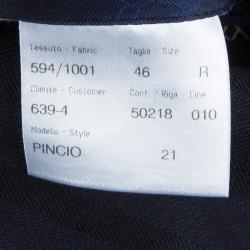 Tessuto - Fabric Taglia - Size
594/1001 46 R
Cliente - Customer Conf./Riga - Line
639-4 50218 010
Modello - Style
PINCIO 21